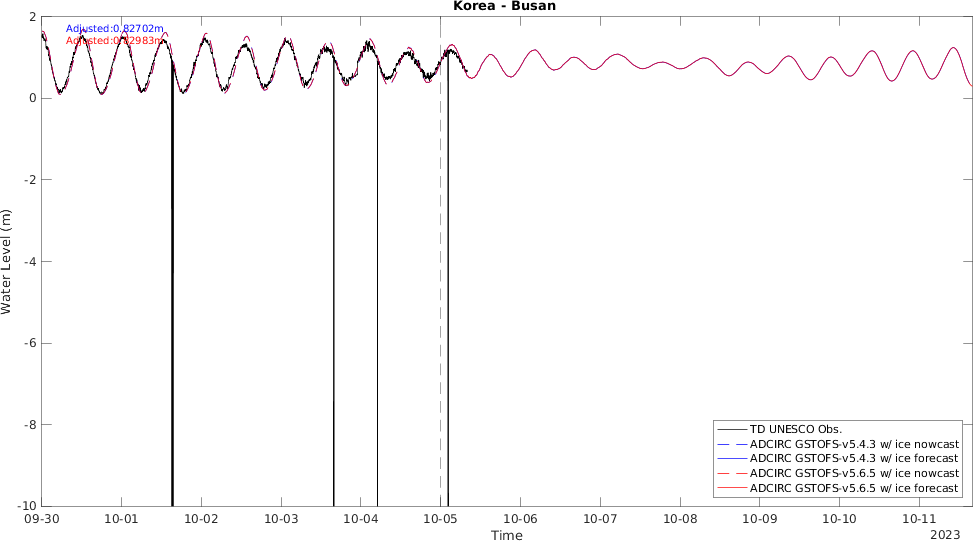 Korea - Busan
Adjusted:0.82702m
Adjusted:0.82983m
Water Level (m)
2
0
-2
-4
-6
-8
-10
09-30 10-01 10-02 10-03 10-04 10-05 10-06 10-07 10-08 10-09 10-10 10-11
Time
2023
TD UNESCO Obs.
ADCIRC GSTOFS-v5.4.3 w/ ice nowcast
ADCIRC GSTOFS-v5.4.3 w/ ice forecast
ADCIRC GSTOFS-v5.6.5 w/ ice nowcast
ADCIRC GSTOFS-v5.6.5 w/ ice forecast